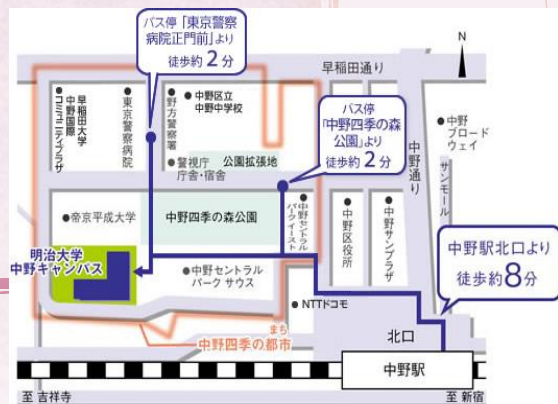 バス停「東京警察
病院正門前」より
徒歩約2分
N
早稲田通り
早稲田大学
中野国際
コミュニティプラザ
東京警察病院
野方警察署
中野区立
中野中学校
バス停
「中野四季の森
公園」より
徒歩約2分
中野
ブロード
ウェイ
中野通り
サンモール
警視庁
庁舎・宿舎
公園拡張地
帝京平成大学
中野四季の森公園
中野セントラル
パーク イースト
中野区役所
中野サンプラザ
明治大学
中野キャンパス
中野セントラル
パーク サウス
中野駅北口より
徒歩約8分
NTTドコモ
まち
中野四季の都市
北口
中野駅
至 吉祥寺
至 新宿